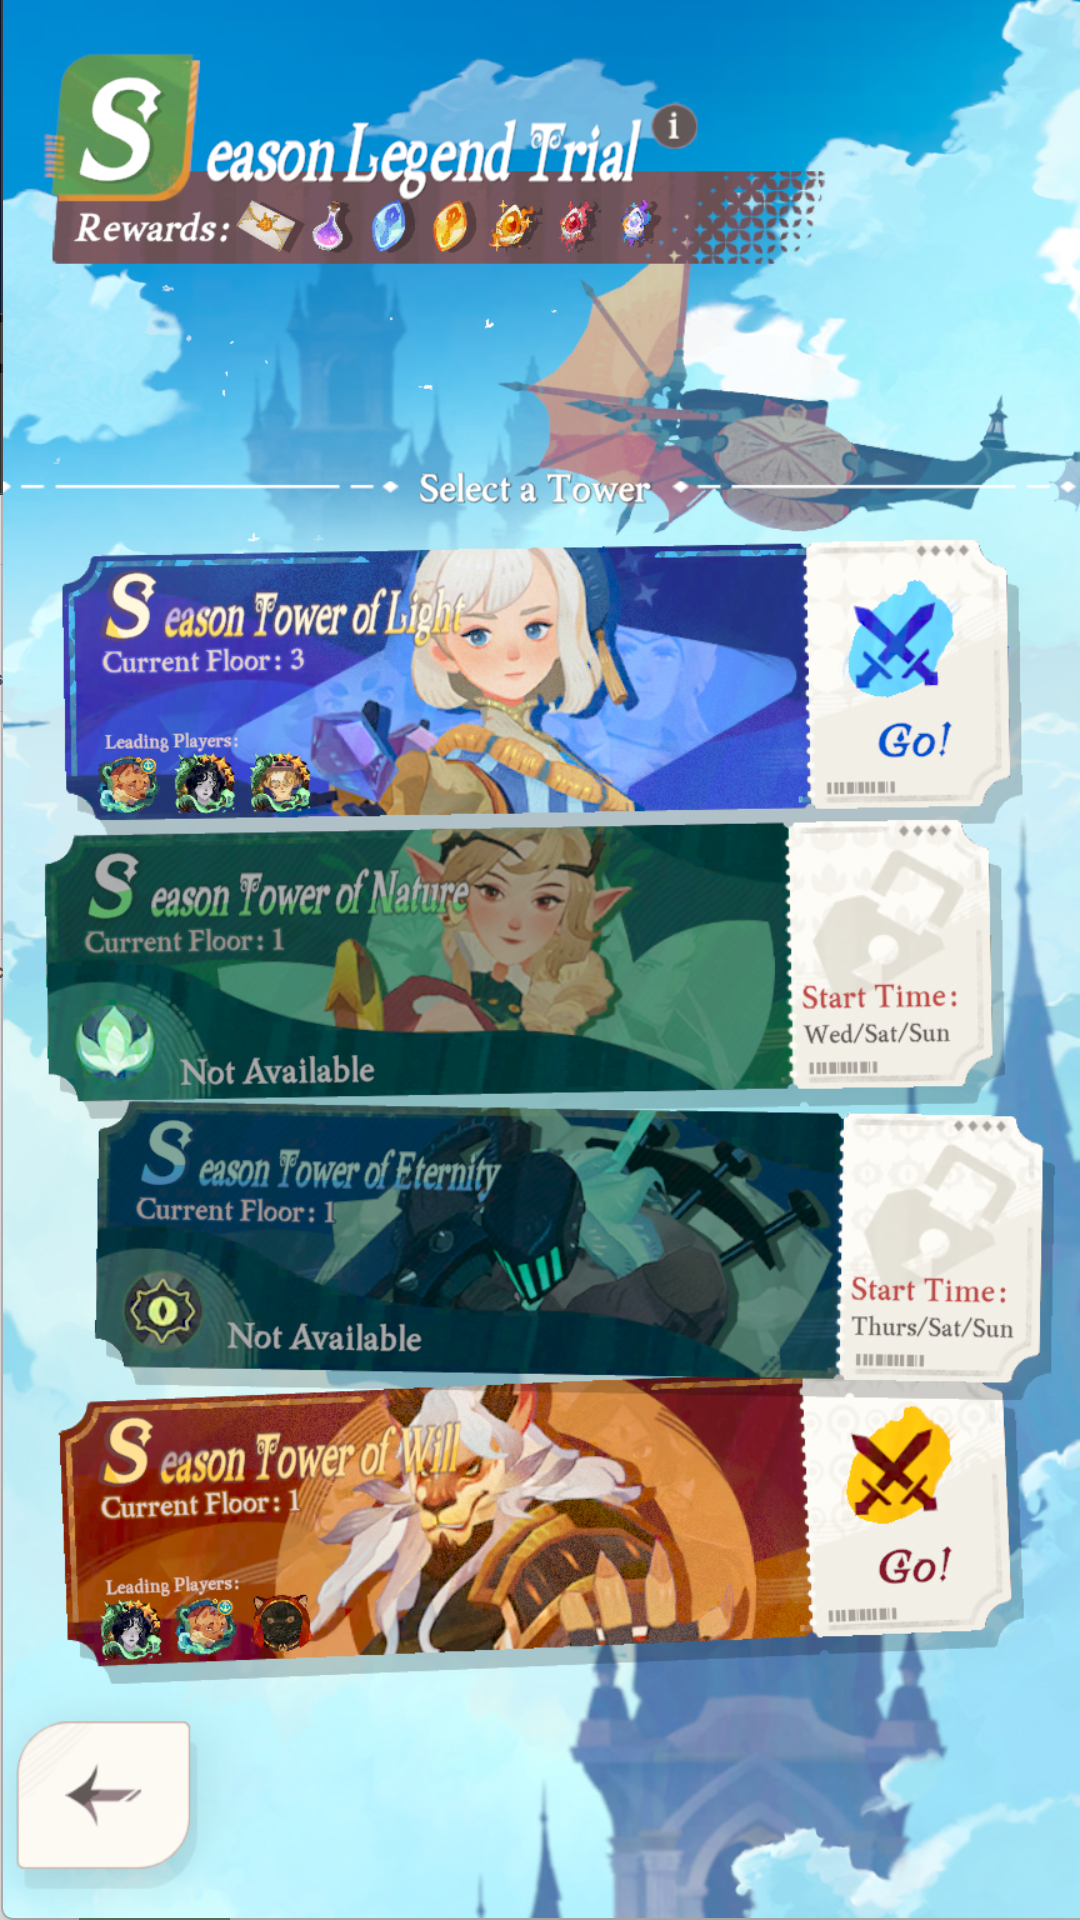 Season Legend Trial
i
Rewards:
Select a Tower
Season Tower of Light
Current Floor: 3
Leading Players:
Go!
Season Tower of Nature
Current Floor: 1
Not Available
Start Time:
Wed/Sat/Sun
Season Tower of Eternity
Current Floor: 1
Not Available
Start Time:
Thurs/Sat/Sun
Season Tower of Will
Current Floor: 1
Leading Players:
Go!